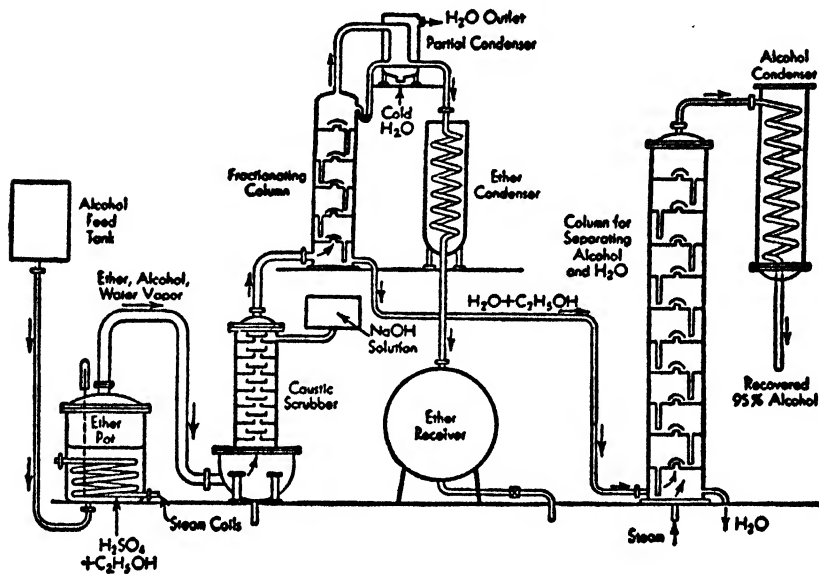 H₂O Outlet
Partial Condenser
Alcohol
Condenser
Cold
H₂O
Fractionating
Column
Ether
Condenser
Alcohol
Feed
Tank
Column for
Separating
Alcohol
and H₂O
Ether, Alcohol,
Water Vapor
H₂O+C₂H₅OH
NaOH
Solution
Caustic
Scrubber
Ether
Receiver
Recovered
95% Alcohol
Ether
Pot
Steam Coils
H₂SO₄
+C₂H₅OH
Steam
H₂O